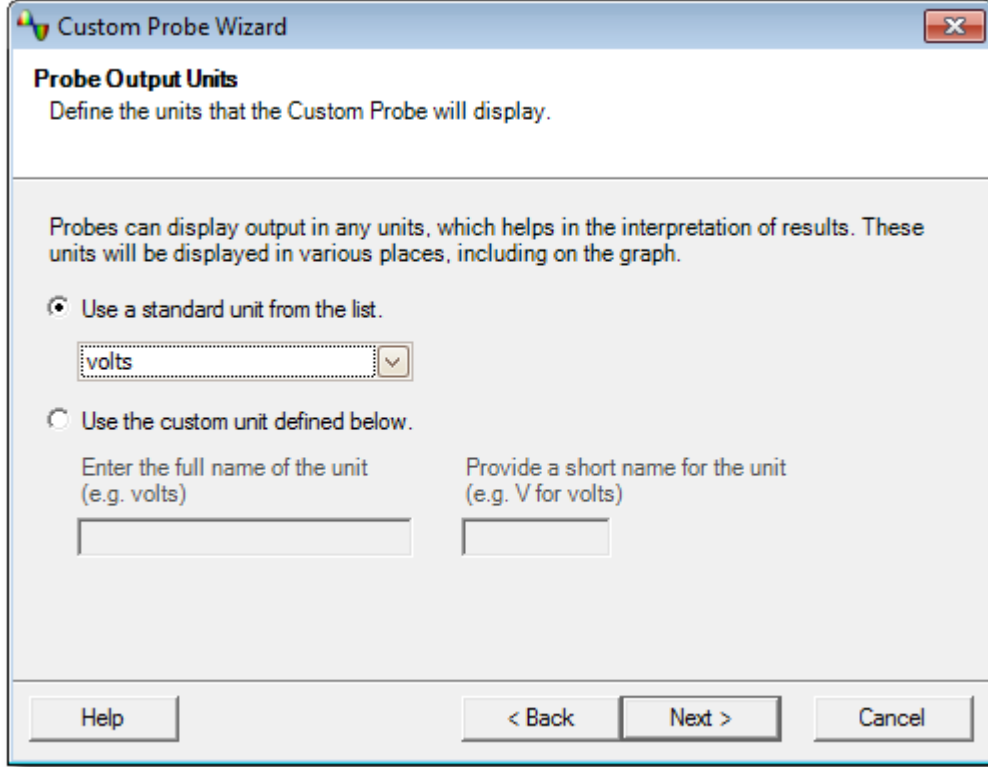 Custom Probe Wizard
Probe Output Units
Define the units that the Custom Probe will display.
Probes can display output in any units, which helps in the interpretation of results. These
units will be displayed in various places, including on the graph.
Use a standard unit from the list.
volts
Use the custom unit defined below.
Enter the full name of the unit
(e.g. volts)
Provide a short name for the unit
(e.g. V for volts)
Help
< Back
Next >
Cancel